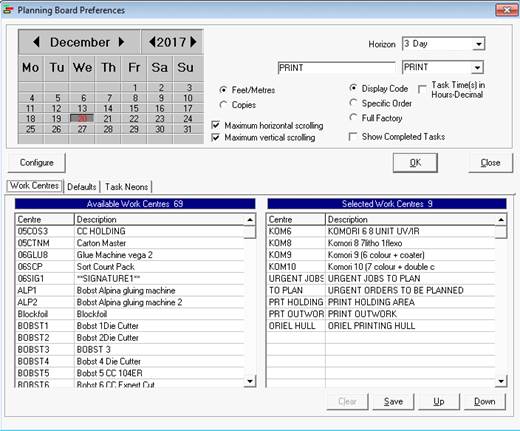 Planning Board Preferences
December 2017
Mo Tu We Th Fr Sa Su
1 2 3
4 5 6 7 8 9 10
11 12 13 14 15 16 17
18 19 20 21 22 23 24
25 26 27 28 29 30 31
Horizon 3 Day
PRINT PRINT
Feet/Metres
Copies
Display Code
Specific Order
Full Factory
Task Time(s) in
Hours-Decimal
Maximum horizontal scrolling
Maximum vertical scrolling
Show Completed Tasks
Configure OK Close
Work Centres Defaults Task Neons
Available Work Centres 69
Centre Description
05COS3 CC HOLDING
05CTNM Carton Master
06GLU8 Glue Machine vega 2
06SCP Sort Count Pack
06SIG1 **SIGNATURE1**
ALP1 Bobst Alpina gluing machine
ALP2 Bobst Alpina gluing machine 2
Blockfoil Blockfoil
BOBST1 Bobst 1Die Cutter
BOBST2 Bobst 2Die Cutter
BOBST3 BOBST 3
BOBST4 Bobst 4 Die Cutter
BOBST5 Bobst 5 CC 104ER
BOBST6 Bobst 6 CC Expert Cut
Selected Work Centres 9
Centre Description
KOM6 KOMORI 6 8 UNIT UV/IR
KOM8 Komori 8 7litho 1flexo
KOM9 Komori 9 (6 colour + coater)
KOM10 Komori 10 (7 colour + double c
URGENT JOBS URGENT JOBS TO PLAN
TO PLAN URGENT ORDERS TO BE PLANNED
PRT HOLDING PRINT HOLDING AREA
PRT OUTWOR PRINT OUTWORK
ORIEL HULL ORIEL PRINTING HULL
Clear Save Up Down